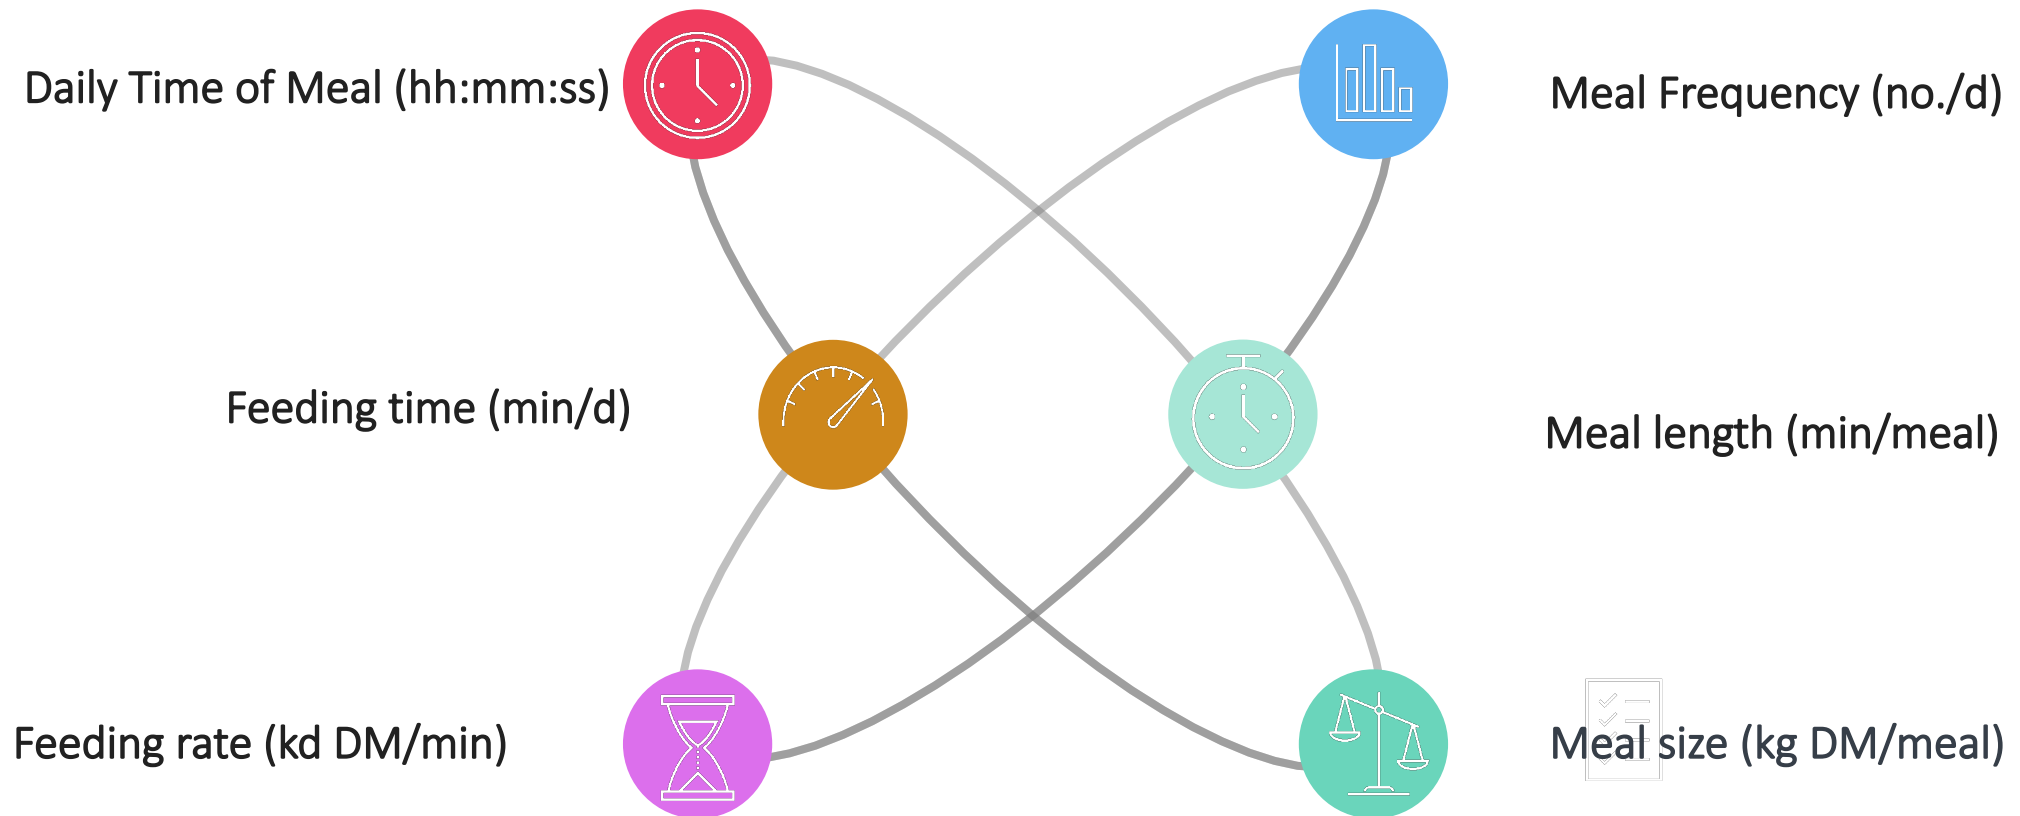 Daily Time of Meal (hh:mm:ss)
Meal Frequency (no./d)
Feeding time (min/d)
Meal length (min/meal)
Feeding rate (kd DM/min)
Meal size (kg DM/meal)